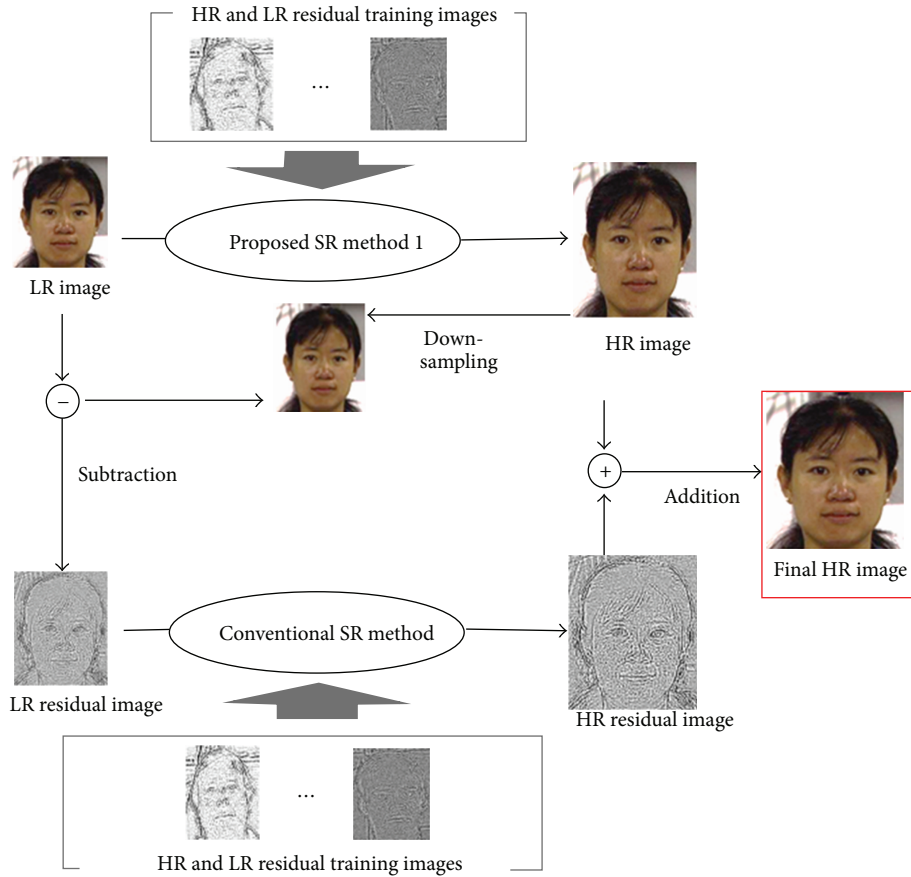 HR and LR residual training images
...
Proposed SR method 1
LR image
HR image
Down-
sampling
−
Subtraction
+
Addition
Final HR image
Conventional SR method
LR residual image
HR residual image
...
HR and LR residual training images